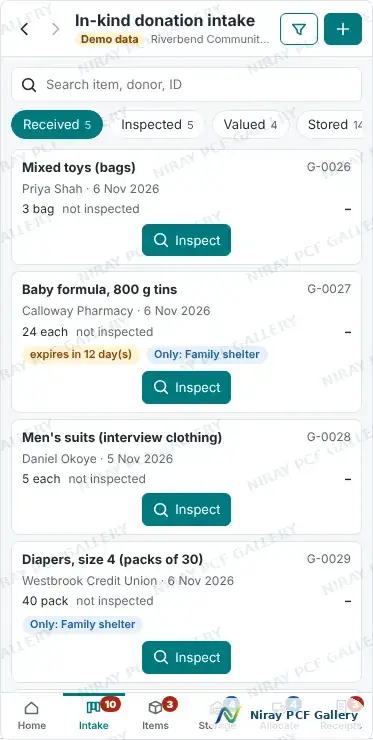 In-kind donation intake
Demo data · Riverbend Communit...
Search item, donor, ID
Received 5 Inspected 5 Valued 4 Stored 14
Mixed toys (bags) G-0026
Priya Shah · 6 Nov 2026
3 bag not inspected –
Inspect
Baby formula, 800 g tins G-0027
Calloway Pharmacy · 6 Nov 2026
24 each not inspected –
expires in 12 day(s) Only: Family shelter
Inspect
Men's suits (interview clothing) G-0028
Daniel Okoye · 5 Nov 2026
5 each not inspected –
Inspect
Diapers, size 4 (packs of 30) G-0029
Westbrook Credit Union · 6 Nov 2026
40 pack not inspected –
Only: Family shelter
Inspect
10 3
Home Intake Items Allocate Receipts
Niray PCF Gallery
NIRAY PCF GALLERY